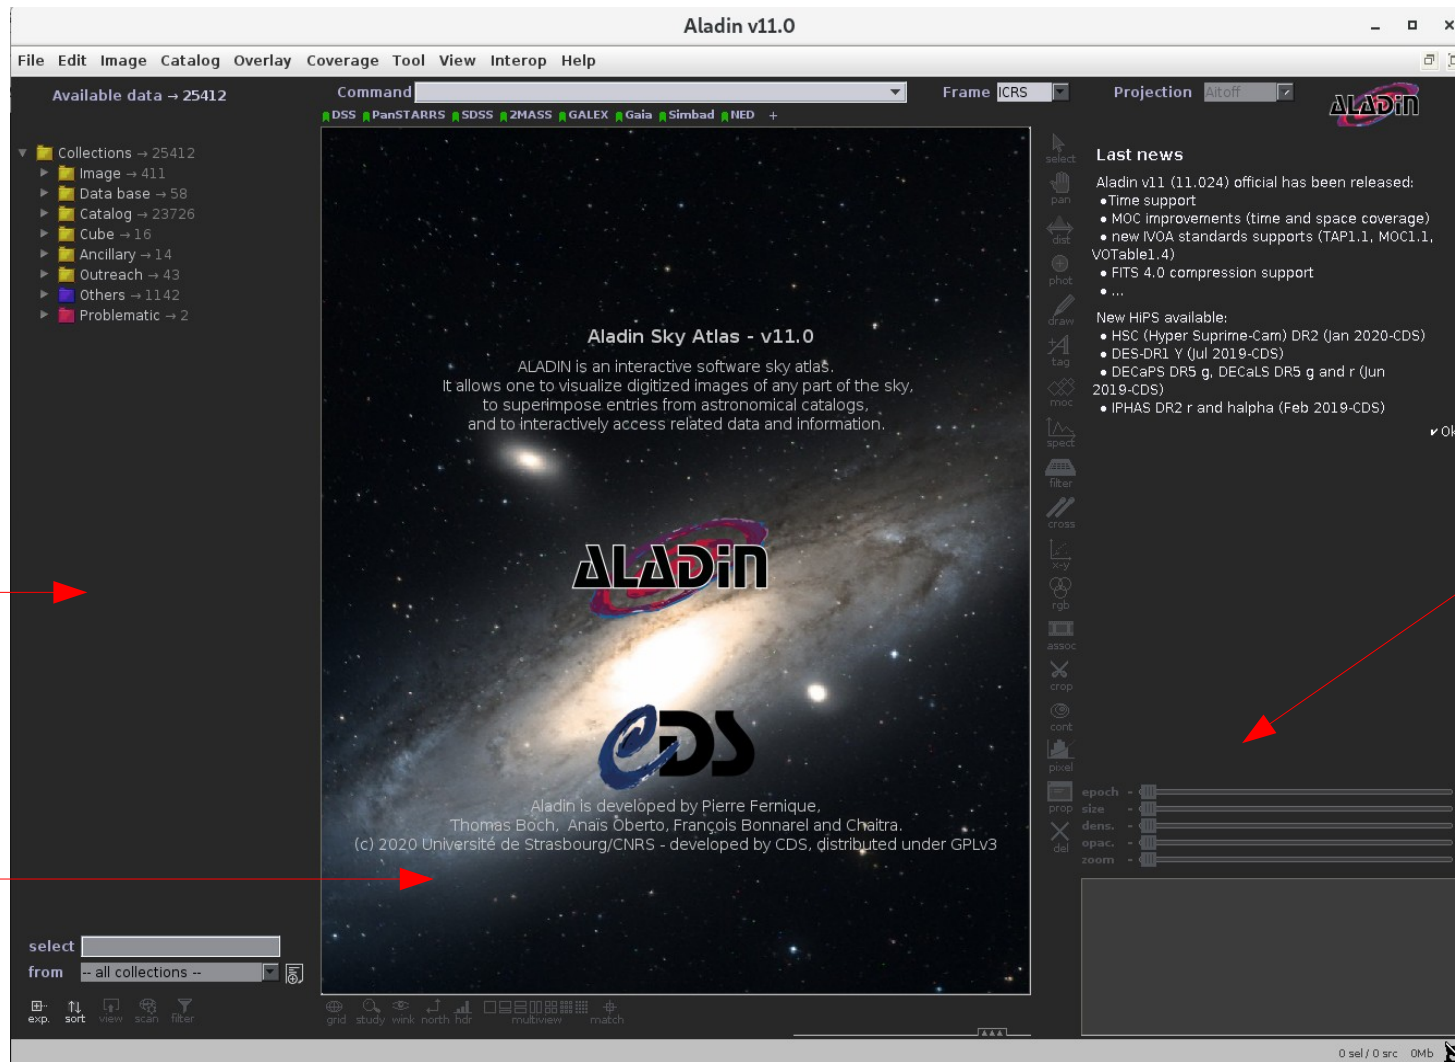 Aladin v11.0
File Edit Image Catalog Overlay Coverage Tool View Interop Help
Available data → 25412
Command
Frame ICRS
Projection Aitoff
ALADin
DSS PanSTARRS SDSS 2MASS GALEX Gaia Simbad NED +
Collections → 25412
Image → 411
Data base → 58
Catalog → 23726
Cube → 16
Ancillary → 14
Outreach → 43
Others → 1142
Problematic → 2
Aladin Sky Atlas - v11.0
ALADIN is an interactive software sky atlas.
It allows one to visualize digitized images of any part of the sky,
to superimpose entries from astronomical catalogs,
and to interactively access related data and information.
ALADin
CDS
Aladin is developed by Pierre Fernique,
Thomas Boch, Anaïs Oberto, François Bonnarel and Chaitra.
(c) 2020 Université de Strasbourg/CNRS - developed by CDS, distributed under GPLv3
select
pan
dist
phot
draw
tag
moc
spect
filter
cross
x-y
rgb
assoc
crop
cont
pixel
prop
del
Last news
Aladin v11 (11.024) official has been released:
•Time support
• MOC improvements (time and space coverage)
• new IVOA standards supports (TAP1.1, MOC1.1,
VOTable1.4)
• FITS 4.0 compression support
• ...
New HiPS available:
• HSC (Hyper Suprime-Cam) DR2 (Jan 2020-CDS)
• DES-DR1 Y (Jul 2019-CDS)
• DECaPS DR5 g, DECaLS DR5 g and r (Jun
2019-CDS)
• IPHAS DR2 r and halpha (Feb 2019-CDS)
✔ Ok
epoch -
size -
dens. -
opac. -
zoom -
select
from -- all collections --
exp. sort view scan filter
grid study wink north hdr multiview match
0 sel / 0 src 0Mb